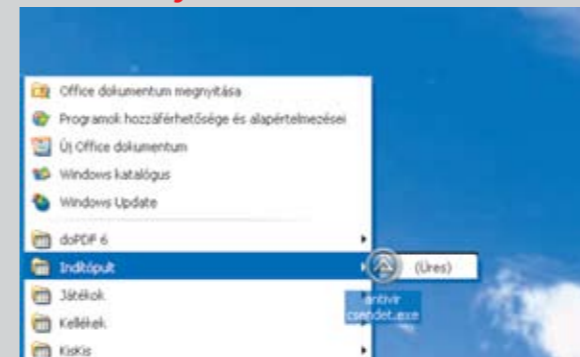 Office dokumentum megnyitása
Programok hozzáférhetősége és alapértelmezései
Új Office dokumentum
Windows katalógus
Windows Update
doPDF 6
Indítópult
(Üres)
Játékok
antivir
csendet.exe
Kellékek
KisKis